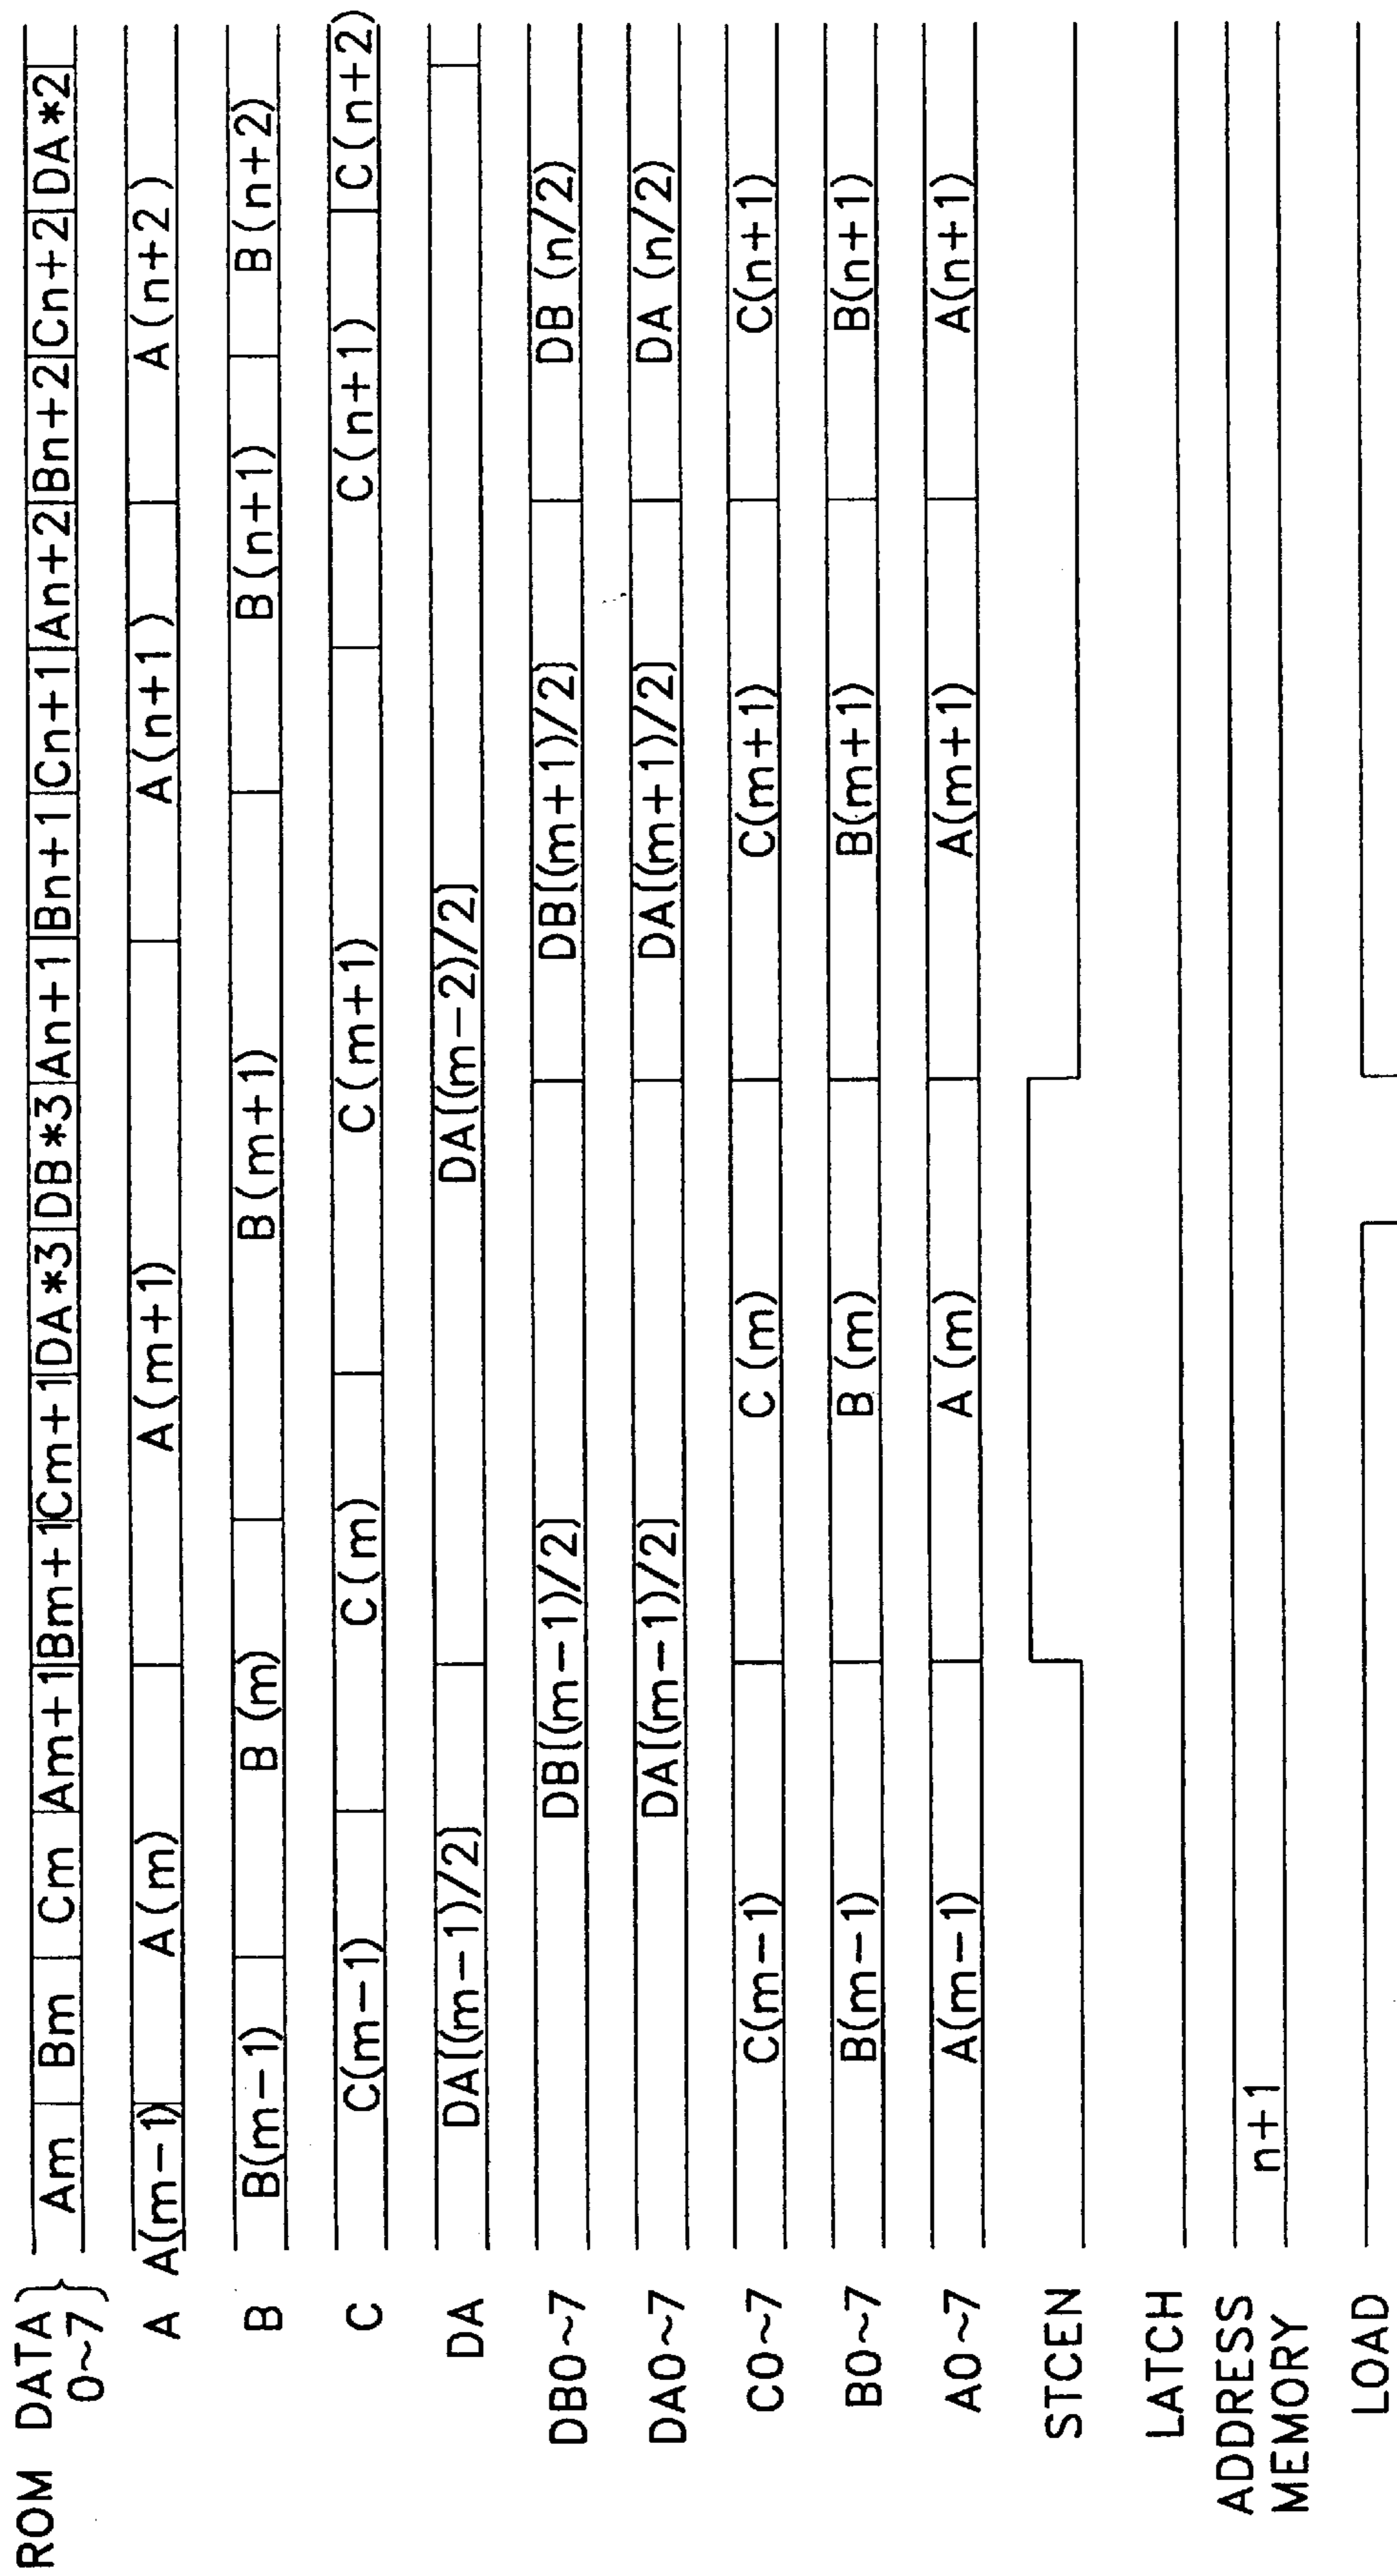 ROM DATA 0~7 } Am Bm Cm Am+1 Bm+1 Cm+1 DA*3 DB*3 An+1 Bn+1 Cn+1 An+2 Bn+2 Cn+2 DA*2
A A(m-1) A(m) A(m+1) A(n+1) A(n+2)
B B(m-1) B(m) B(m+1) B(n+1) B(n+2)
C C(m-1) C(m) C(m+1) C(n+1) C(n+2)
DA DA[(m-1)/2] DA[(m-2)/2]
DB0~7 DB[(m-1)/2] DB[(m+1)/2] DB(n/2)
DA0~7 DA[(m-1)/2] DA[(m+1)/2] DA(n/2)
C0~7 C(m-1) C(m) C(m+1) C(n+1)
B0~7 B(m-1) B(m) B(m+1) B(n+1)
A0~7 A(m-1) A(m) A(m+1) A(n+1)
STCEN
LATCH
ADDRESS
MEMORY n+1
LOAD